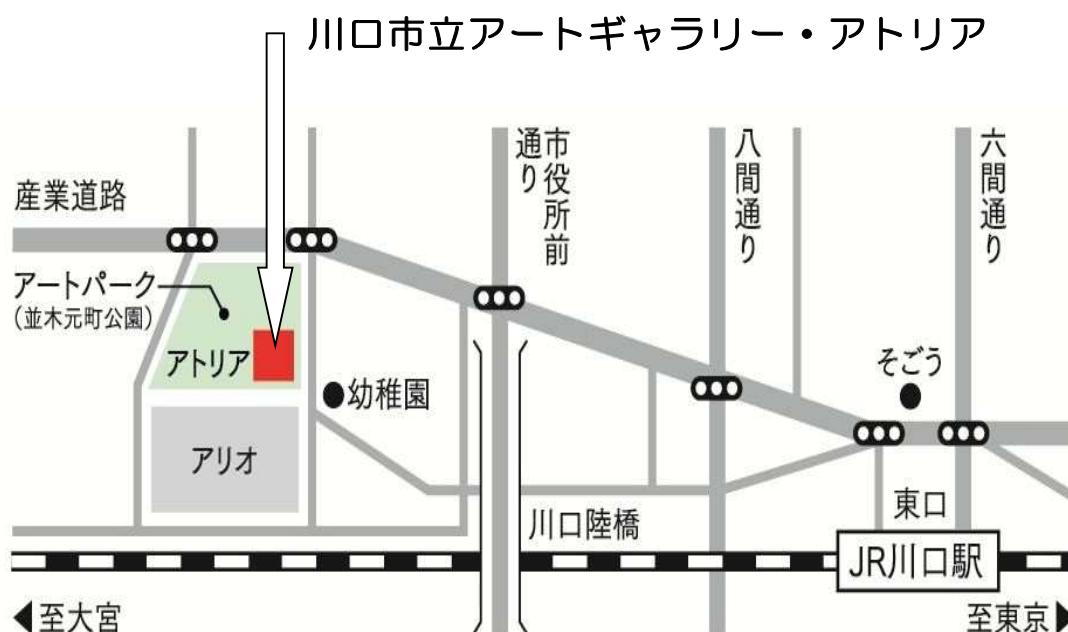 川口市立アートギャラリー・アトリア
市役所前
通り
八間通り
六間通り
産業道路
アートパーク
(並木元町公園)
アトリア
そごう
幼稚園
アリオ
東口
川口陸橋
JR川口駅
至大宮
至東京